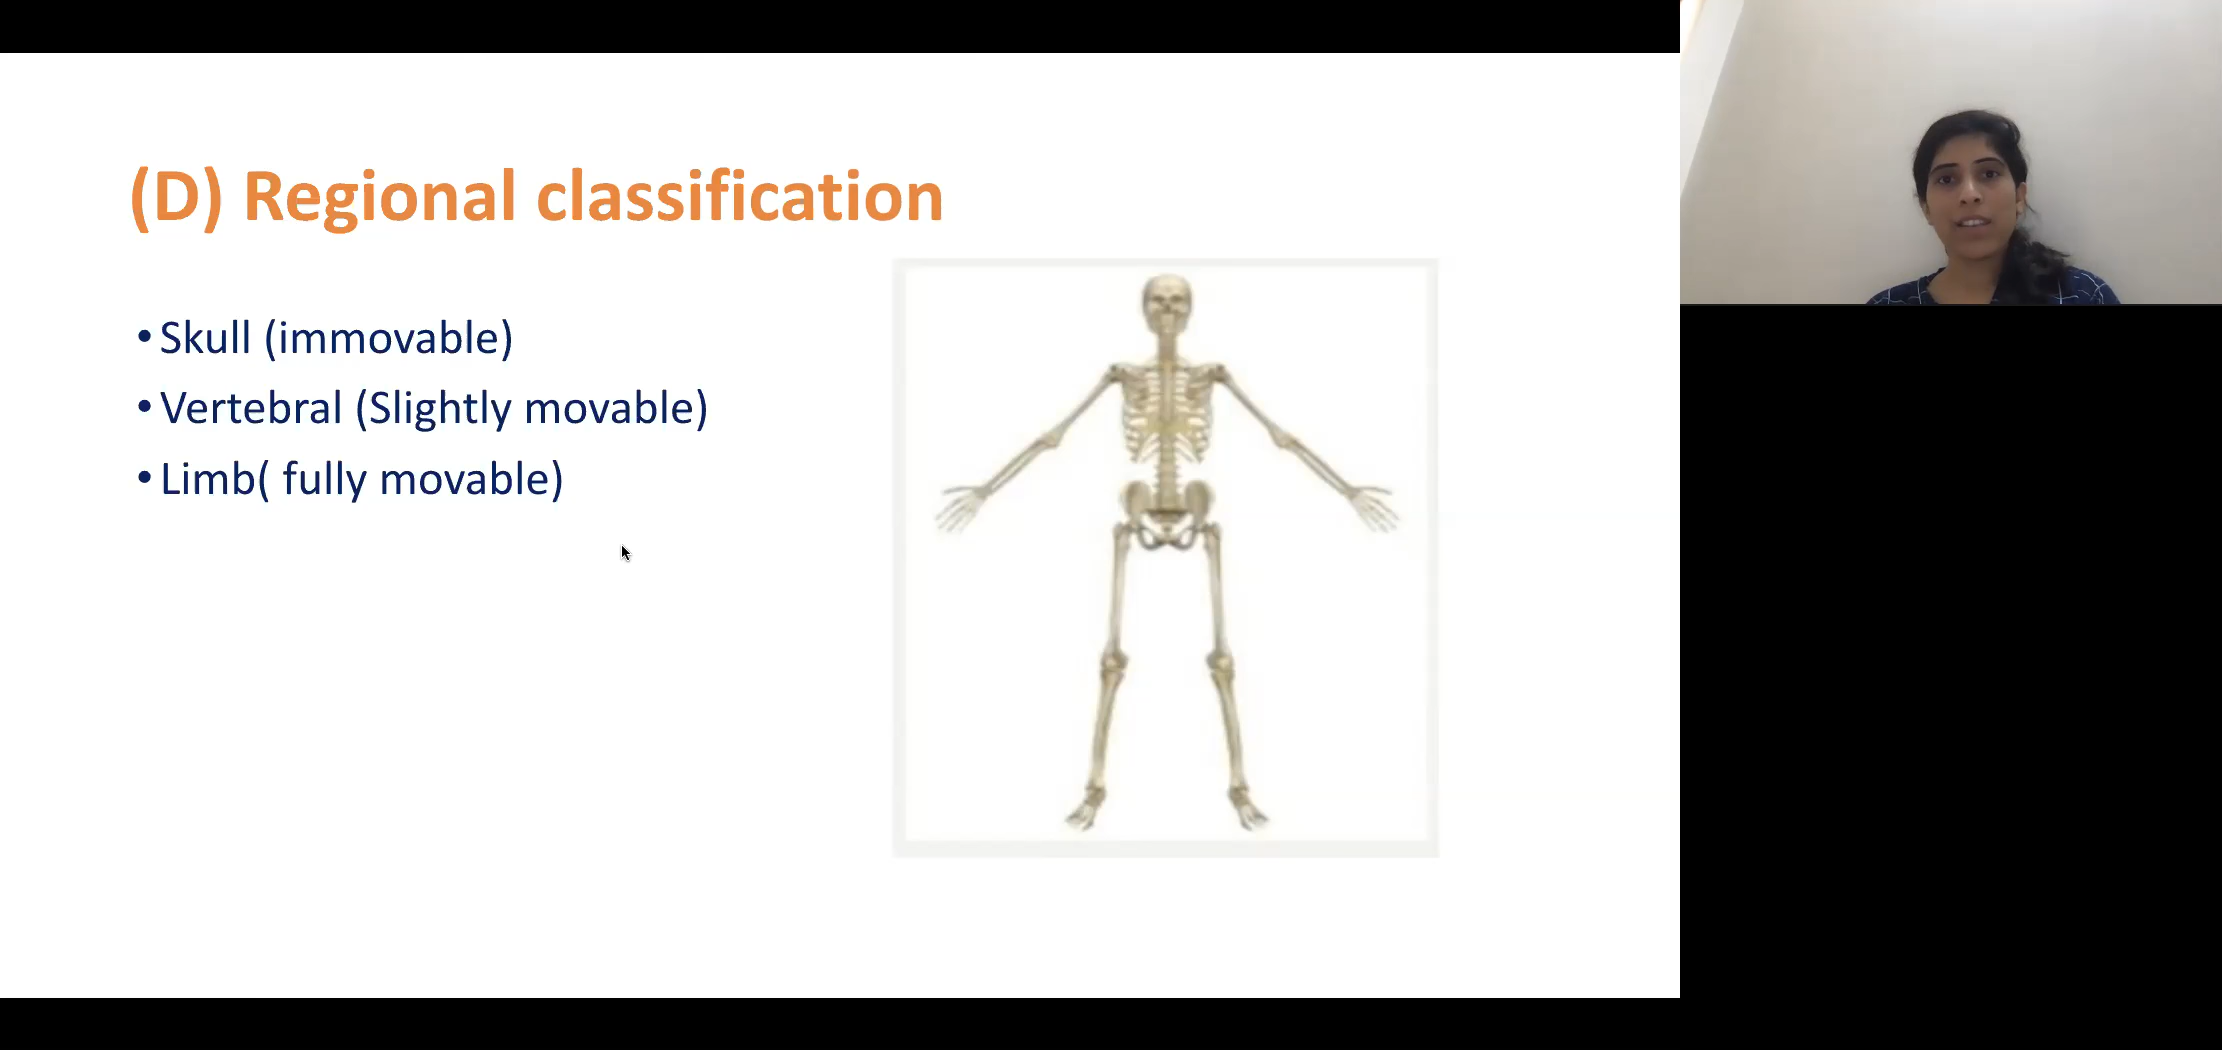 (D) Regional classification
•Skull (immovable)
•Vertebral (Slightly movable)
•Limb( fully movable)